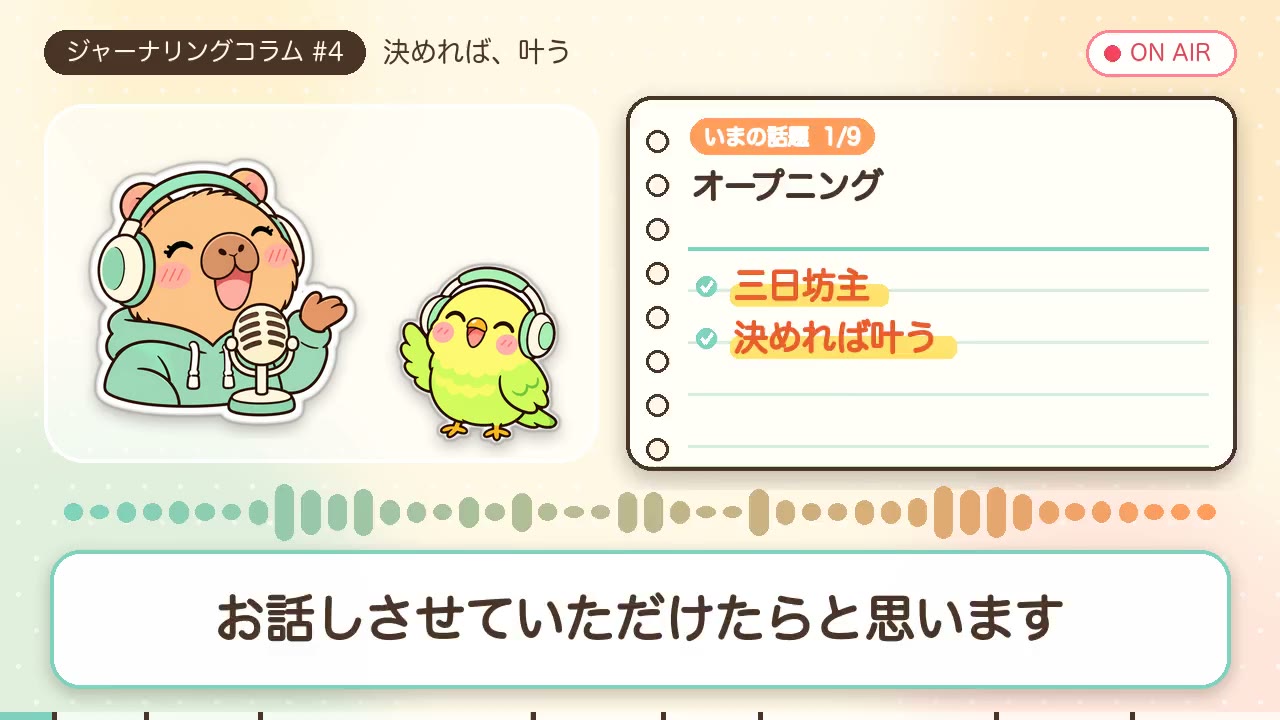 ジャーナリングコラム #4 決めれば、叶う
ON AIR
いまの話題 1/9
オープニング
三日坊主
決めれば叶う
お話しさせていただけたらと思います